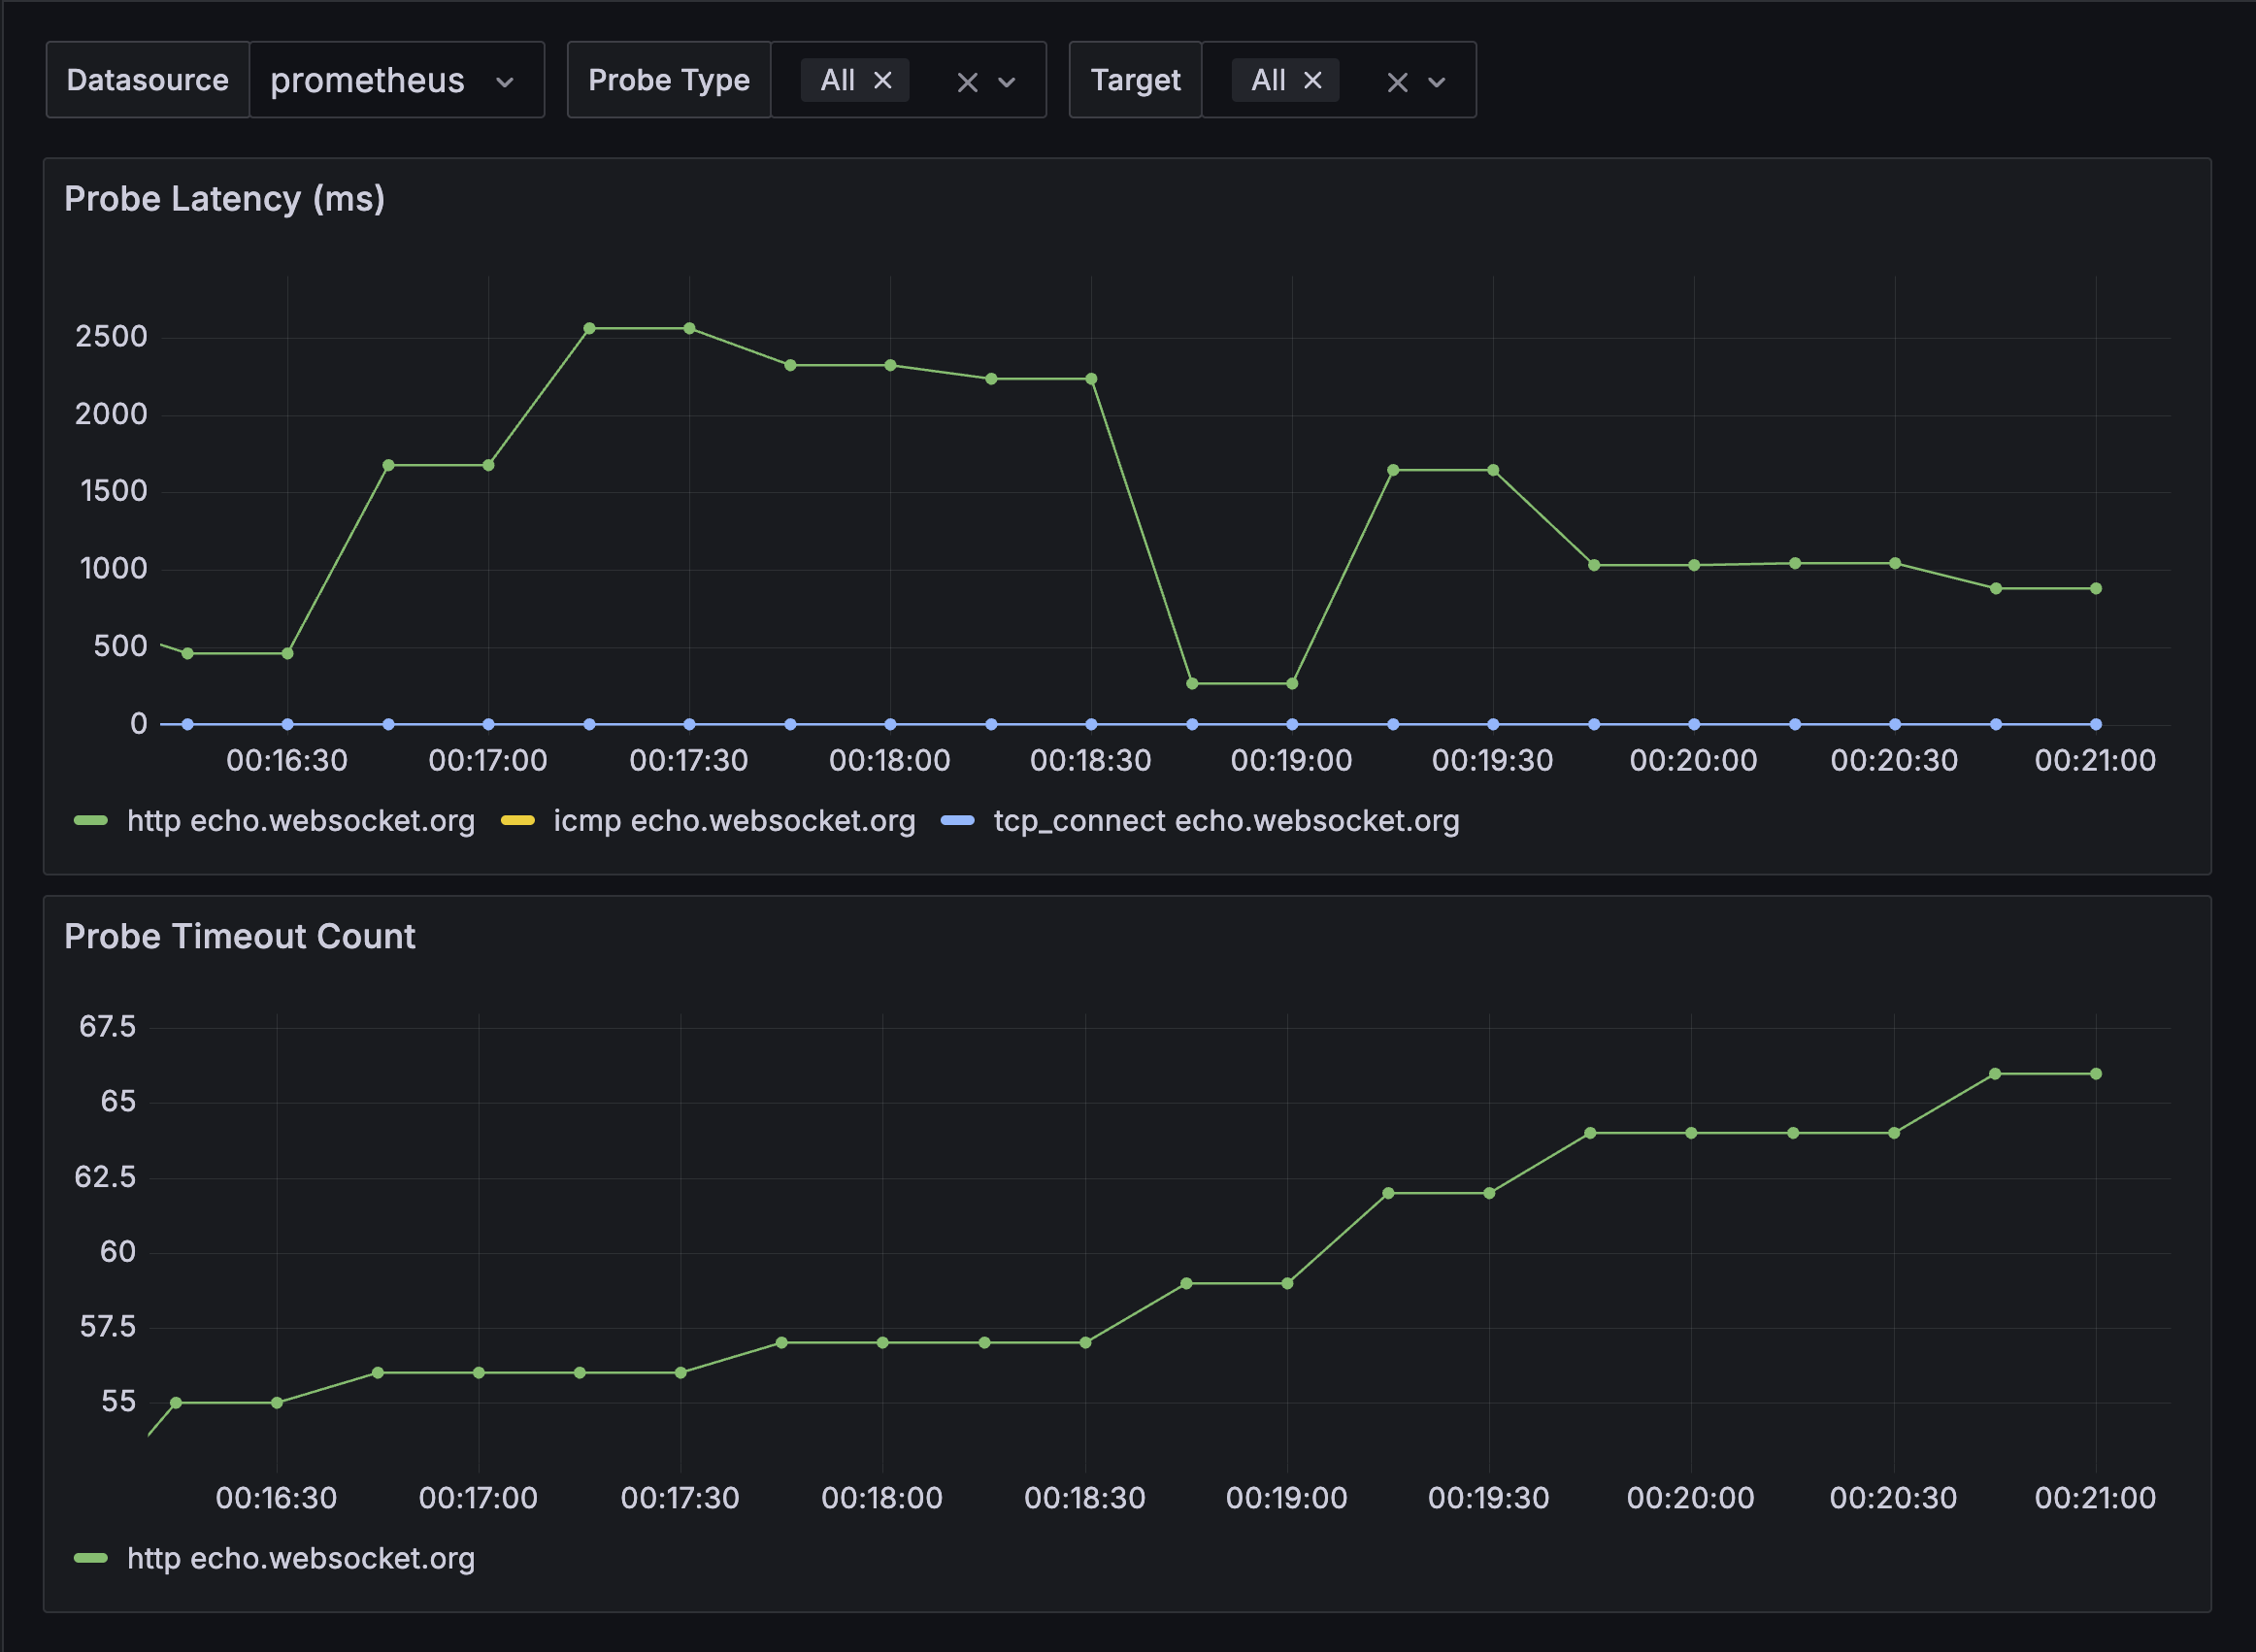 Datasource prometheus Probe Type All Target All
Probe Latency (ms)
2500
2000
1500
1000
500
0
00:16:30 00:17:00 00:17:30 00:18:00 00:18:30 00:19:00 00:19:30 00:20:00 00:20:30 00:21:00
http echo.websocket.org icmp echo.websocket.org tcp_connect echo.websocket.org
Probe Timeout Count
67.5
65
62.5
60
57.5
55
00:16:30 00:17:00 00:17:30 00:18:00 00:18:30 00:19:00 00:19:30 00:20:00 00:20:30 00:21:00
http echo.websocket.org